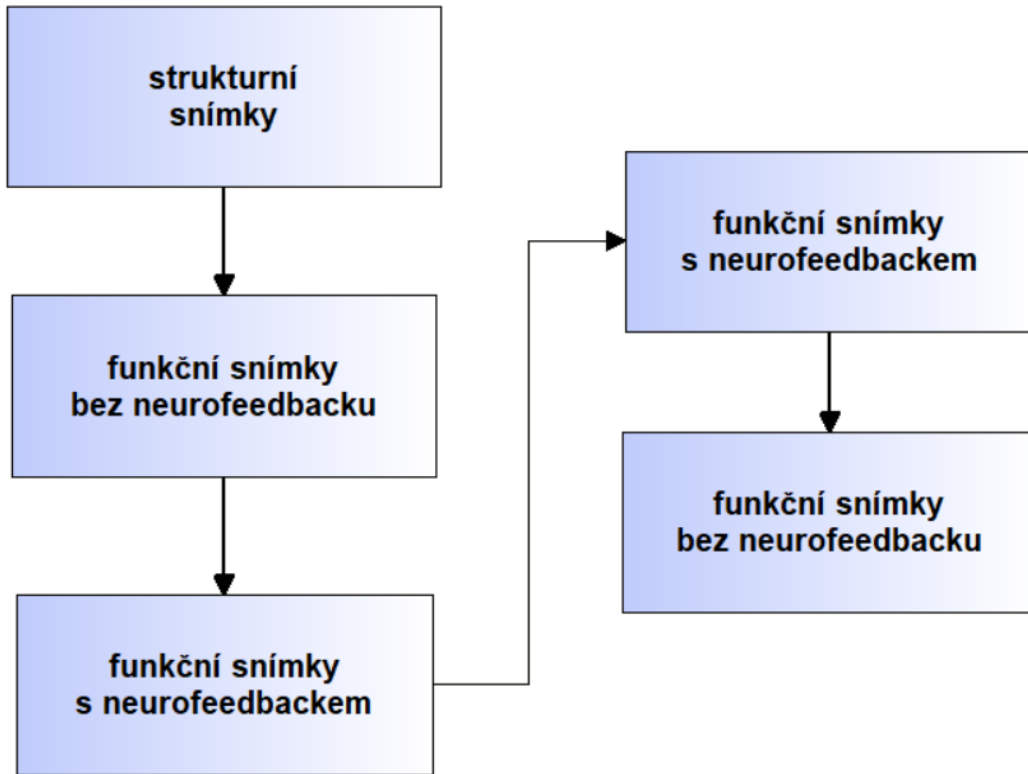 strukturní
snímky
funkční snímky
bez neurofeedbacku
funkční snímky
s neurofeedbackem
funkční snímky
s neurofeedbackem
funkční snímky
bez neurofeedbacku